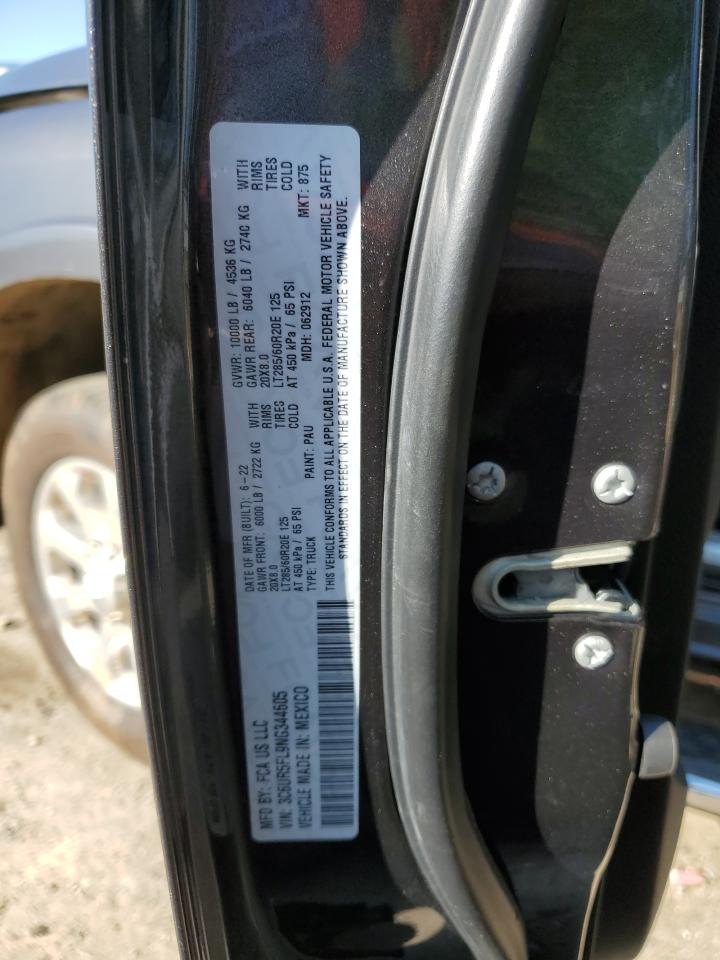 MFD BY: FCA US LLC
VIN: 3C6UR5FL9NG344605
VEHICLE MADE IN: MEXICO
DATE OF MFR (BUILT): 6-22
GVWR: 10000 LB / 4536 KG
GAWR FRONT: 6000 LB / 2722 KG WITH
GAWR REAR: 6040 LB / 2740 KG WITH
20X8.0 RIMS
20X8.0 RIMS
LT285/60R20E 125 TIRES
LT285/60R20E 125 TIRES
AT 450 kPa / 65 PSI COLD
AT 450 kPa / 65 PSI COLD
TYPE: TRUCK PAINT: PAU MDH: 062912 MKT: 875
THIS VEHICLE CONFORMS TO ALL APPLICABLE U.S.A. FEDERAL MOTOR VEHICLE SAFETY
STANDARDS IN EFFECT ON THE DATE OF MANUFACTURE SHOWN ABOVE.